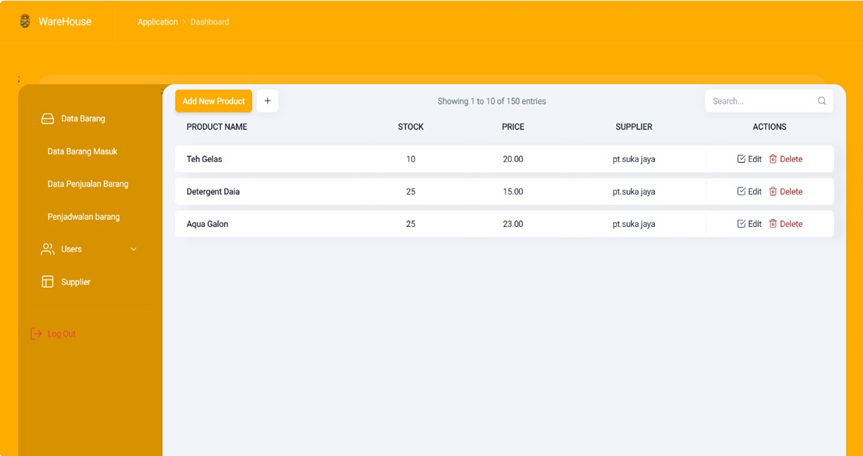 WareHouse
Application > Dashboard
;
Add New Product +
Showing 1 to 10 of 150 entries
Search...
PRODUCT NAME STOCK PRICE SUPPLIER ACTIONS
Teh Gelas 10 20.00 pt.suka jaya Edit Delete
Detergent Daia 25 15.00 pt.suka jaya Edit Delete
Aqua Galon 25 23.00 pt.suka jaya Edit Delete
Data Barang
Data Barang Masuk
Data Penjualan Barang
Penjadwalan barang
Users
Supplier
Log Out